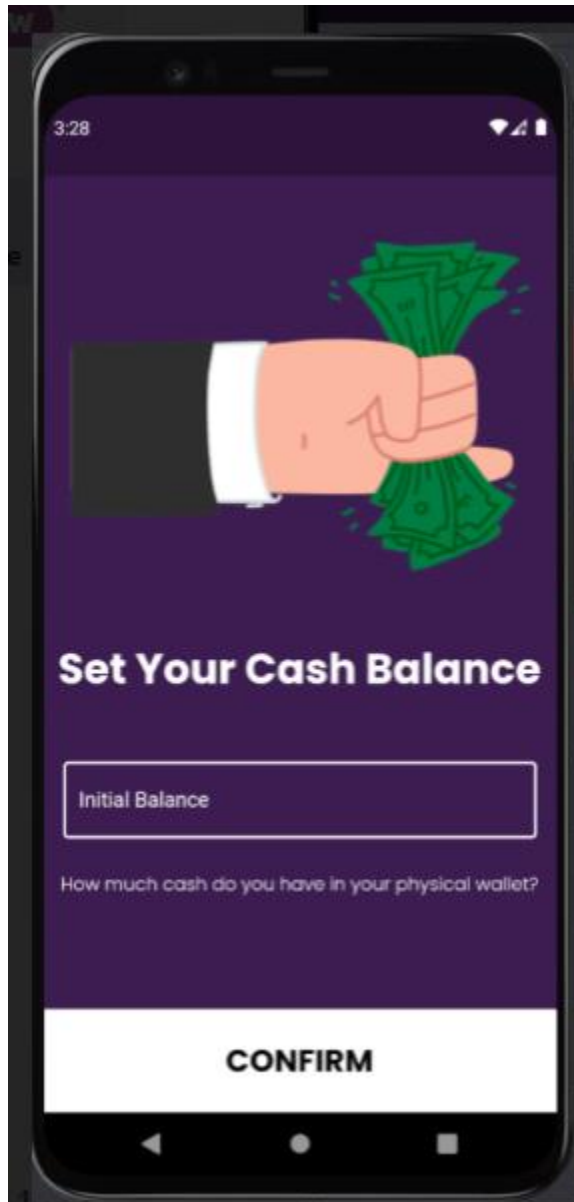 3:28
Set Your Cash Balance
Initial Balance
How much cash do you have in your physical wallet?
CONFIRM